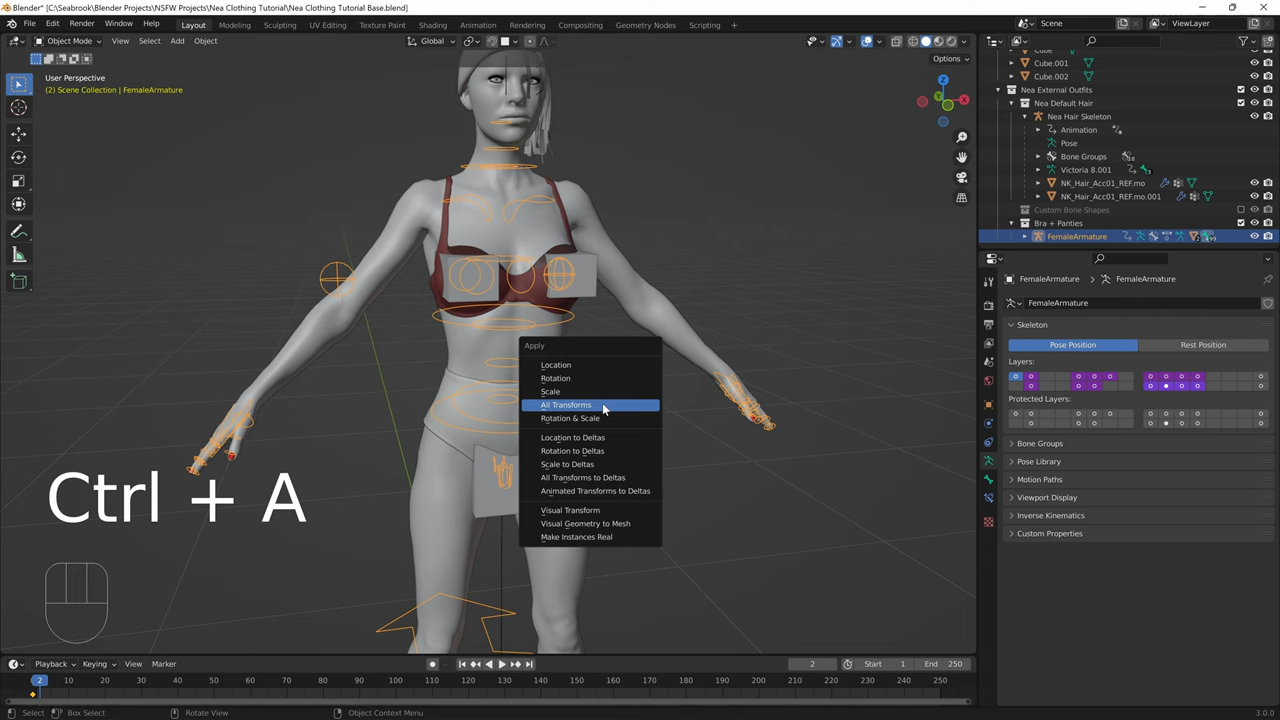 Blender* [C:\Seabrook\Blender Projects\NSFW Projects\Nea Clothing Tutorial\Nea Clothing Tutorial Base.blend]
File Edit Render Window Help Layout Modeling Sculpting UV Editing Texture Paint Shading Animation Rendering Compositing Geometry Nodes Scripting + Scene ViewLayer
Object Mode View Select Add Object Global
Options
User Perspective
(2) Scene Collection | FemaleArmature
Z
Y
X
Cube
Cube.001
Cube.002
Nea External Outfits
Nea Default Hair
Nea Hair Skeleton
Animation
Pose
Bone Groups
Victoria 8.001
NK_Hair_Acc01_REF.mo
NK_Hair_Acc01_REF.mo.001
Custom Bone Shapes
Bra + Panties
FemaleArmature
FemaleArmature FemaleArmature
FemaleArmature
Skeleton
Pose Position Rest Position
Layers:
Protected Layers:
Bone Groups
Pose Library
Motion Paths
Viewport Display
Inverse Kinematics
Custom Properties
Apply
Location
Rotation
Scale
All Transforms
Rotation & Scale
Location to Deltas
Rotation to Deltas
Scale to Deltas
All Transforms to Deltas
Animated Transforms to Deltas
Visual Transform
Visual Geometry to Mesh
Make Instances Real
Ctrl + A
Playback Keying View Marker 2 Start 1 End 250
2 10 20 30 40 50 60 70 80 90 100 110 120 130 140 150 160 170 180 190 200 210 220 230 240 250
Select Box Select Rotate View Object Context Menu 3.0.0